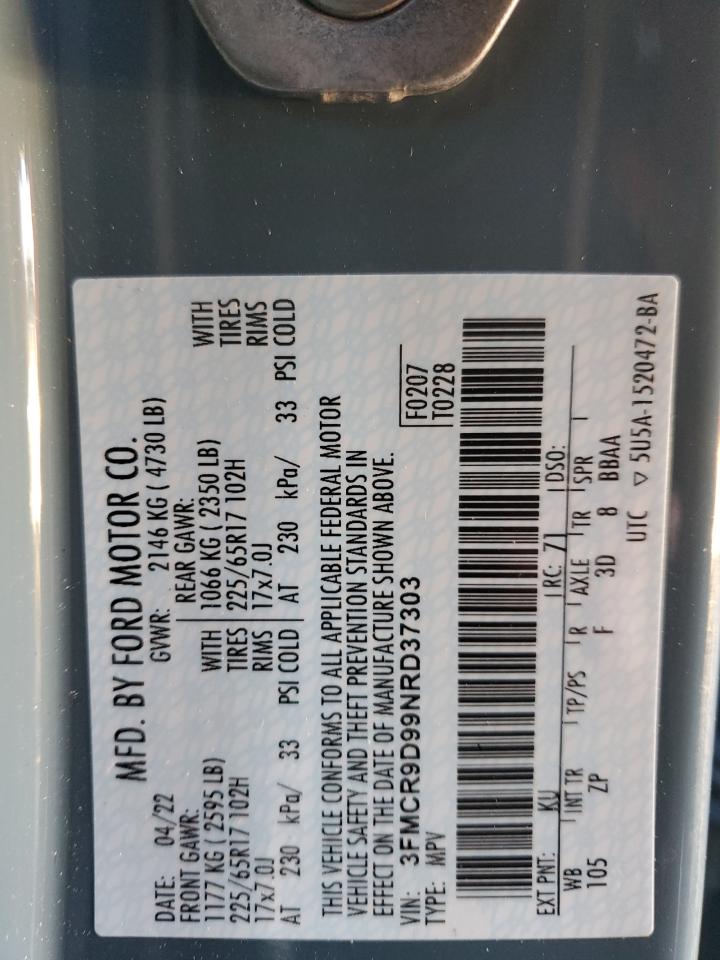 MFD. BY FORD MOTOR CO.
DATE: 04/22 GVWR: 2146 KG ( 4730 LB)
FRONT GAWR: REAR GAWR:
1177 KG ( 2595 LB) WITH 1066 KG ( 2350 LB) WITH
225/65R17 102H TIRES 225/65R17 102H TIRES
17x7.0J RIMS 17x7.0J RIMS
AT 230 kPa/ 33 PSI COLD AT 230 kPa/ 33 PSI COLD
THIS VEHICLE CONFORMS TO ALL APPLICABLE FEDERAL MOTOR
VEHICLE SAFETY AND THEFT PREVENTION STANDARDS IN
EFFECT ON THE DATE OF MANUFACTURE SHOWN ABOVE.
VIN: 3FMCR9D99NRD37303 F0207
TYPE: MPV T0228
EXT PNT: KU RC: 71 DSO:
WB INT TR TP/PS R AXLE TR SPR
105 ZP F 3D 8 BBAA
UTC ▽ 5U5A-1520472-BA